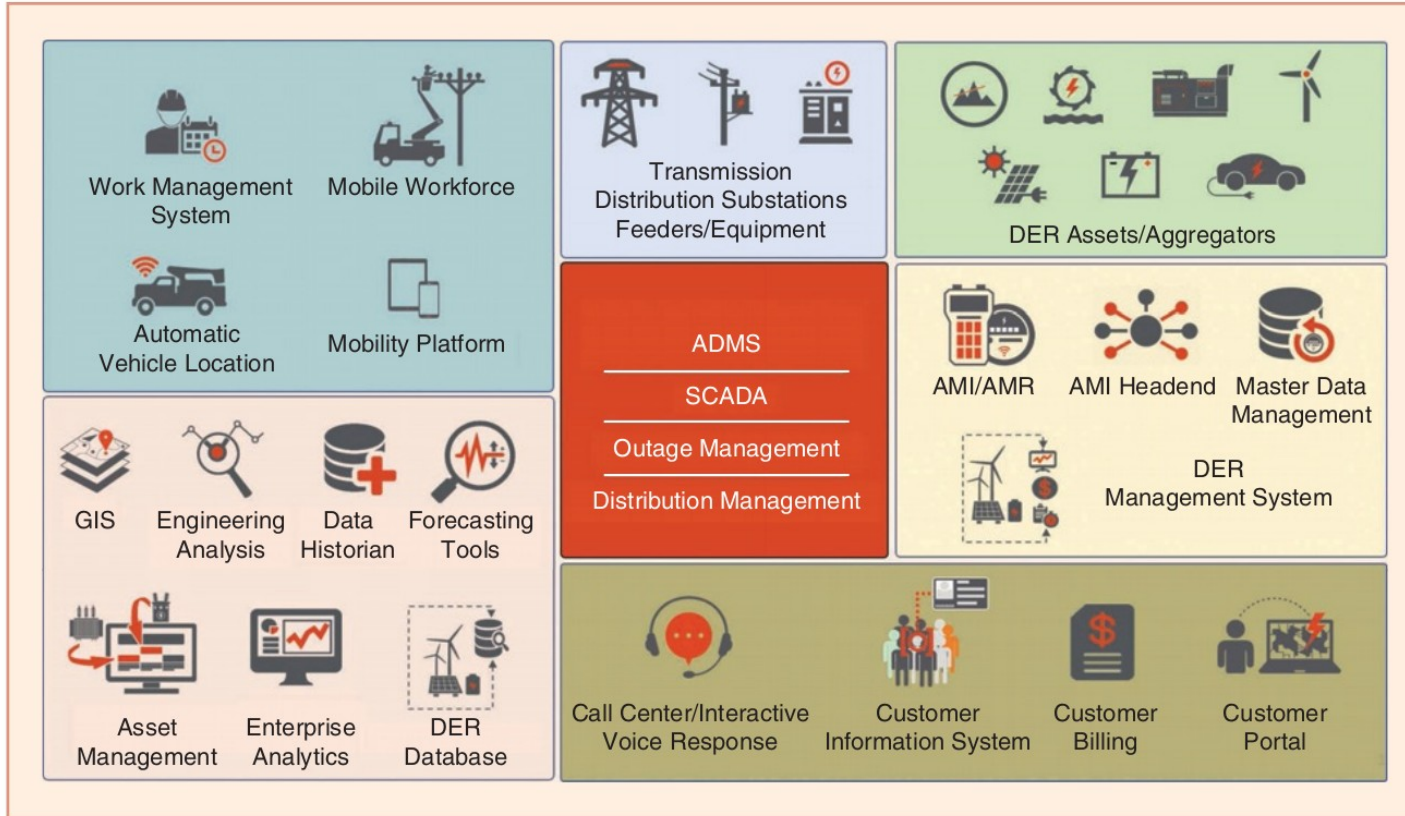 Work Management
System
Mobile Workforce
Automatic
Vehicle Location
Mobility Platform
Transmission
Distribution Substations
Feeders/Equipment
DER Assets/Aggregators
ADMS
SCADA
Outage Management
Distribution Management
AMI/AMR
AMI Headend
Master Data
Management
DER
Management System
GIS
Engineering
Analysis
Data
Historian
Forecasting
Tools
Asset
Management
Enterprise
Analytics
DER
Database
Call Center/Interactive
Voice Response
Customer
Information System
Customer
Billing
Customer
Portal